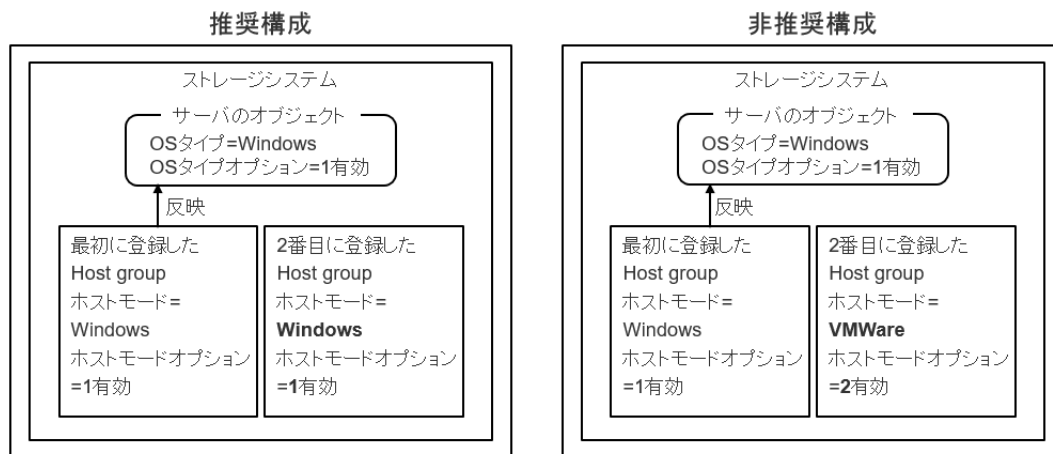 推奨構成
ストレージシステム
サーバのオブジェクト
OSタイプ=Windows
OSタイプオプション=1有効
反映
最初に登録した
Host group
ホストモード=
Windows
ホストモードオプション
=1有効
2番目に登録した
Host group
ホストモード=
Windows
ホストモードオプション
=1有効
非推奨構成
ストレージシステム
サーバのオブジェクト
OSタイプ=Windows
OSタイプオプション=1有効
反映
最初に登録した
Host group
ホストモード=
Windows
ホストモードオプション
=1有効
2番目に登録した
Host group
ホストモード=
VMWare
ホストモードオプション
=2有効